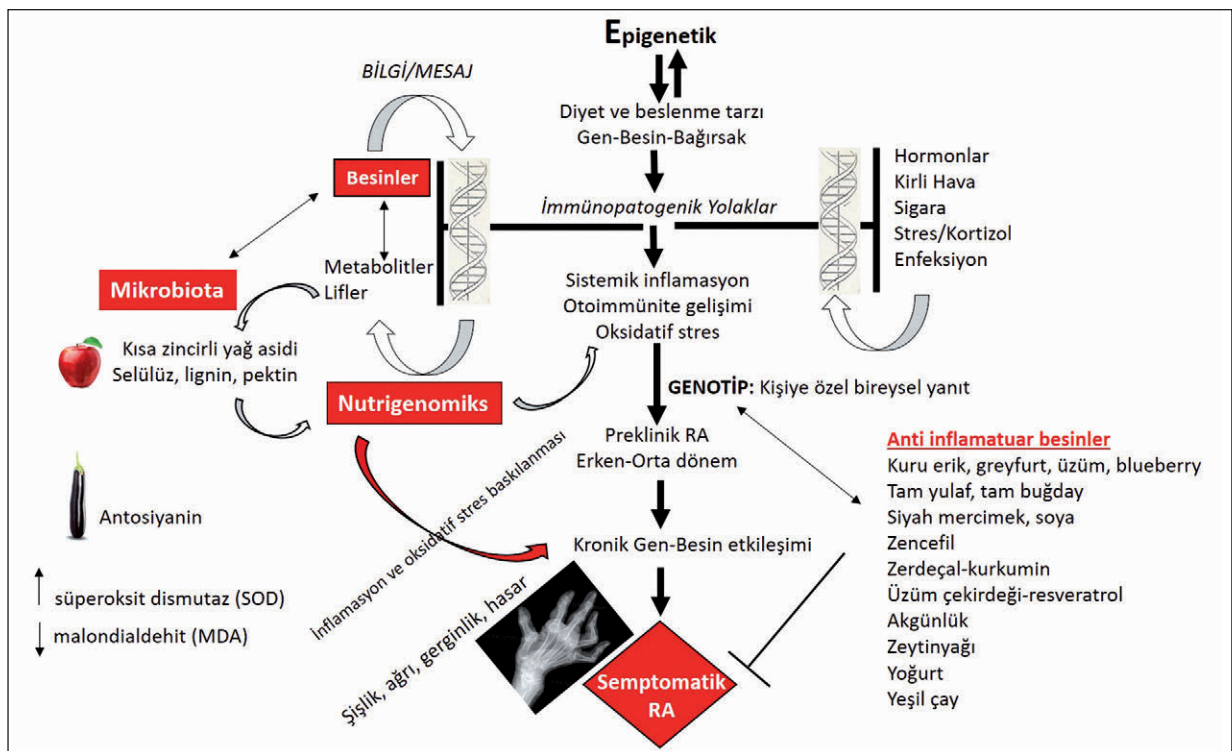 Epigenetik
BİLGİ/MESAJ
Diyet ve beslenme tarzı
Gen-Besin-Bağırsak
Besinler
İmmünopatogenik Yolaklar
Hormonlar
Kirli Hava
Sigara
Stres/Kortizol
Enfeksiyon
Metabolitler
Lifler
Mikrobiota
Sistemik inflamasyon
Otoimmünite gelişimi
Oksidatif stres
Kısa zincirli yağ asidi
Selülüz, lignin, pektin
Nutrigenomiks
GENOTİP: Kişiye özel bireysel yanıt
Preklinik RA
Erken-Orta dönem
İnflamasyon ve oksidatif stres baskılanması
Antosiyanin
Kronik Gen-Besin etkileşimi
süperoksit dismutaz (SOD)
malondialdehit (MDA)
Şişlik, ağrı, gerginlik, hasar
Semptomatik
RA
Anti inflamatuar besinler
Kuru erik, greyfurt, üzüm, blueberry
Tam yulaf, tam buğday
Siyah mercimek, soya
Zencefil
Zerdeçal-kurkumin
Üzüm çekirdeği-resveratrol
Akgünlük
Zeytinyağı
Yoğurt
Yeşil çay